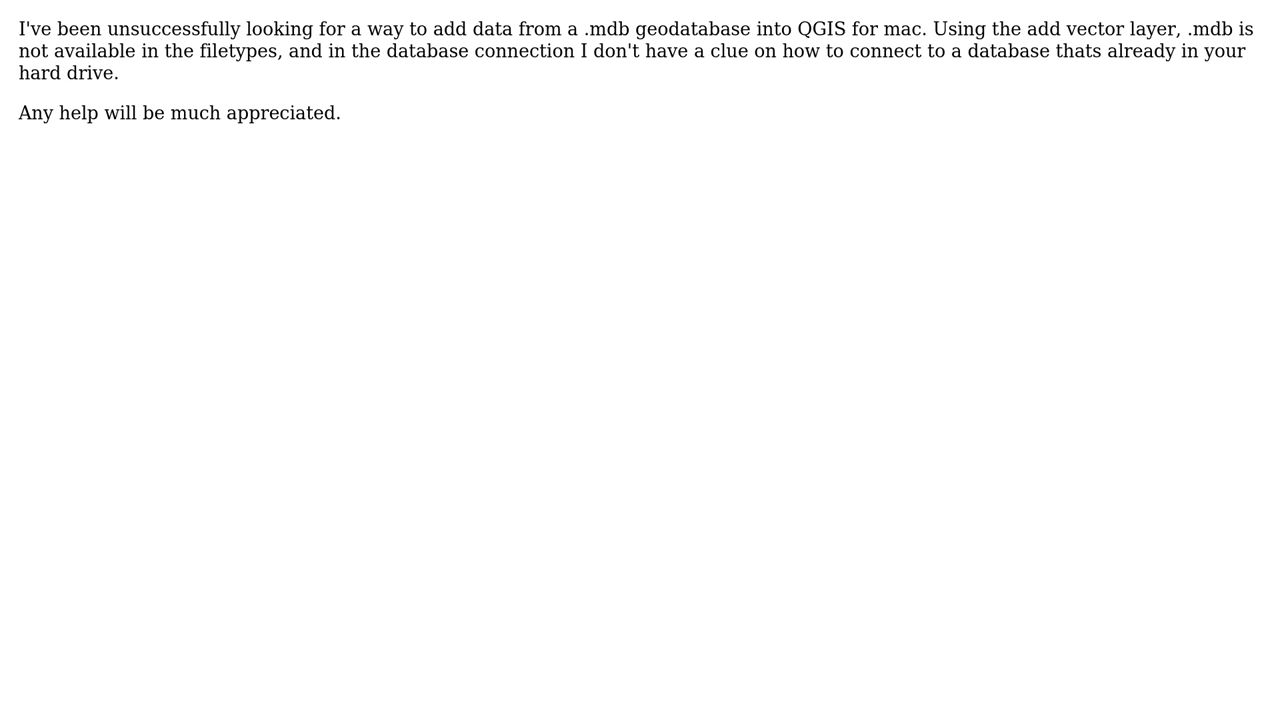 I've been unsuccessfully looking for a way to add data from a .mdb geodatabase into QGIS for mac. Using the add vector layer, .mdb is
not available in the filetypes, and in the database connection I don't have a clue on how to connect to a database thats already in your
hard drive.
Any help will be much appreciated.